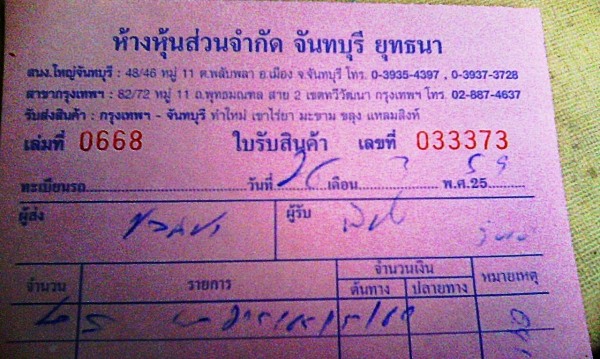 ห้างหุ้นส่วนจำกัด จันทบุรี ยุทธนา
สนง.ใหญ่จันทบุรี : 48/46 หมู่ 11 ต.พลับพลา อ.เมือง จ.จันทบุรี โทร. 0-3935-4397 , 0-3937-3728
สาขากรุงเทพฯ : 82/72 หมู่ 11 ถ.พุทธมณฑล สาย 2 เขตทวีวัฒนา กรุงเทพฯ โทร. 02-887-4637
รับส่งสินค้า : กรุงเทพฯ - จันทบุรี ท่าใหม่ เขาไร่ยา มะขาม ขลุง แหลมสิงห์
เล่มที่ 0668 ใบรับสินค้า เลขที่ 033373
ทะเบียนรถ วันที่ เดือน 3 พ.ศ.25 59
ผู้ส่ง ผู้รับ
จำนวน รายการ จำนวนเงิน หมายเหตุ
ต้นทาง ปลายทาง